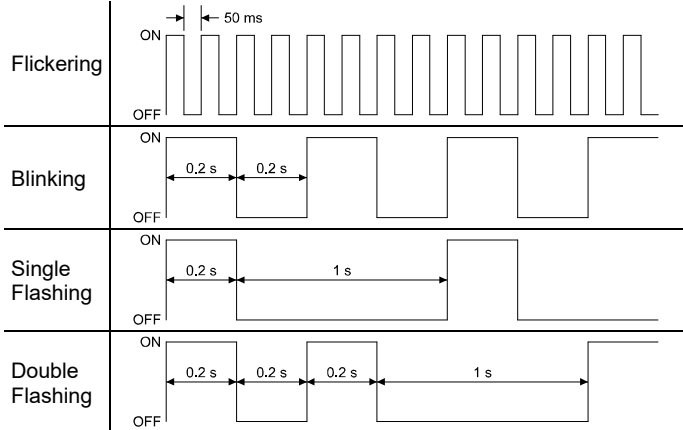 50 ms
ON
Flickering
OFF
ON
0.2 s 0.2 s
Blinking
OFF
ON
Single
Flashing
0.2 s 1 s
OFF
ON
Double
Flashing
0.2 s 0.2 s 0.2 s 1 s
OFF